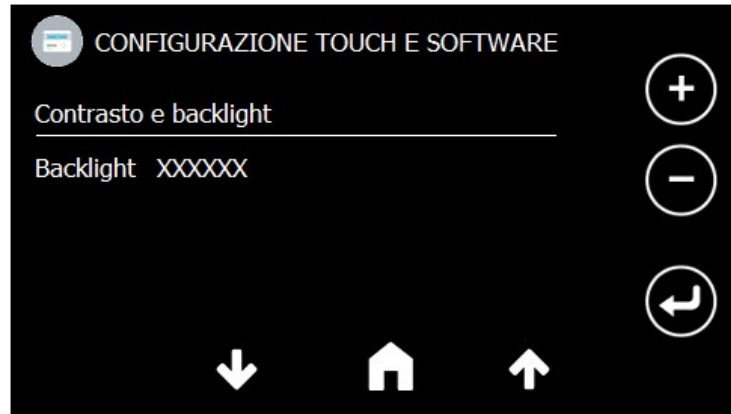 CONFIGURAZIONE TOUCH E SOFTWARE
Contrasto e backlight
Backlight XXXXXX